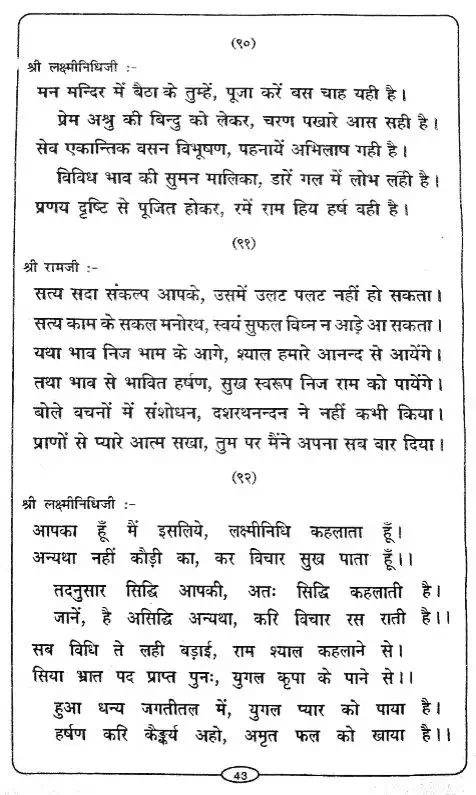 (९०)
श्री लक्ष्मीनिधिजी :-
मन मन्दिर में बैठा के तुम्हें, पूजा करें बस चाह यही है।
प्रेम अश्रु की बिन्दु को लेकर, चरण पखारे आस सही है।
सेव एकान्तिक वसन विभूषण, पहनायें अभिलाष गही है।
विविध भाव की सुमन मालिका, डारें गल में लोभ लही है।
प्रणय दृष्टि से पूजित होकर, रमें राम हिय हर्ष वही है।
(९१)
श्री रामजी :-
सत्य सदा संकल्प आपके, उसमें उलट पलट नहीं हो सकता।
सत्य काम के सकल मनोरथ, स्वयं सुफल विघ्न न आड़े आ सकता।
यथा भाव निज भाम के आगे, श्याल हमारे आनन्द से आयेंगे।
तथा भाव से भावित हर्षण, सुख स्वरूप निज राम को पायेंगे।
बोले बचनों में संशोधन, दशरथनन्दन ने नहीं कभी किया।
प्राणों से प्यारे आत्म सखा, तुम पर मैंने अपना सब वार दिया।
(९२)
श्री लक्ष्मीनिधिजी :-
आपका हूँ मैं इसलिये, लक्ष्मीनिधि कहलाता हूँ।
अन्यथा नहीं कौड़ी का, कर विचार सुख पाता हूँ।।
तदनुसार सिद्धि आपकी, अतः सिद्धि कहलाती है।
जानें, है असिद्धि अन्यथा, करि विचार रस राती है।।
सब विधि ते लही बड़ाई, राम श्याल कहलाने से।
सिया भ्रात पद प्राप्त पुनः, युगल कृपा के पाने से।।
हुआ धन्य जगतीतल में, युगल प्यार को पाया है।
हर्षण करि कैङ्कर्य अहो, अमृत फल को खाया है।।
43